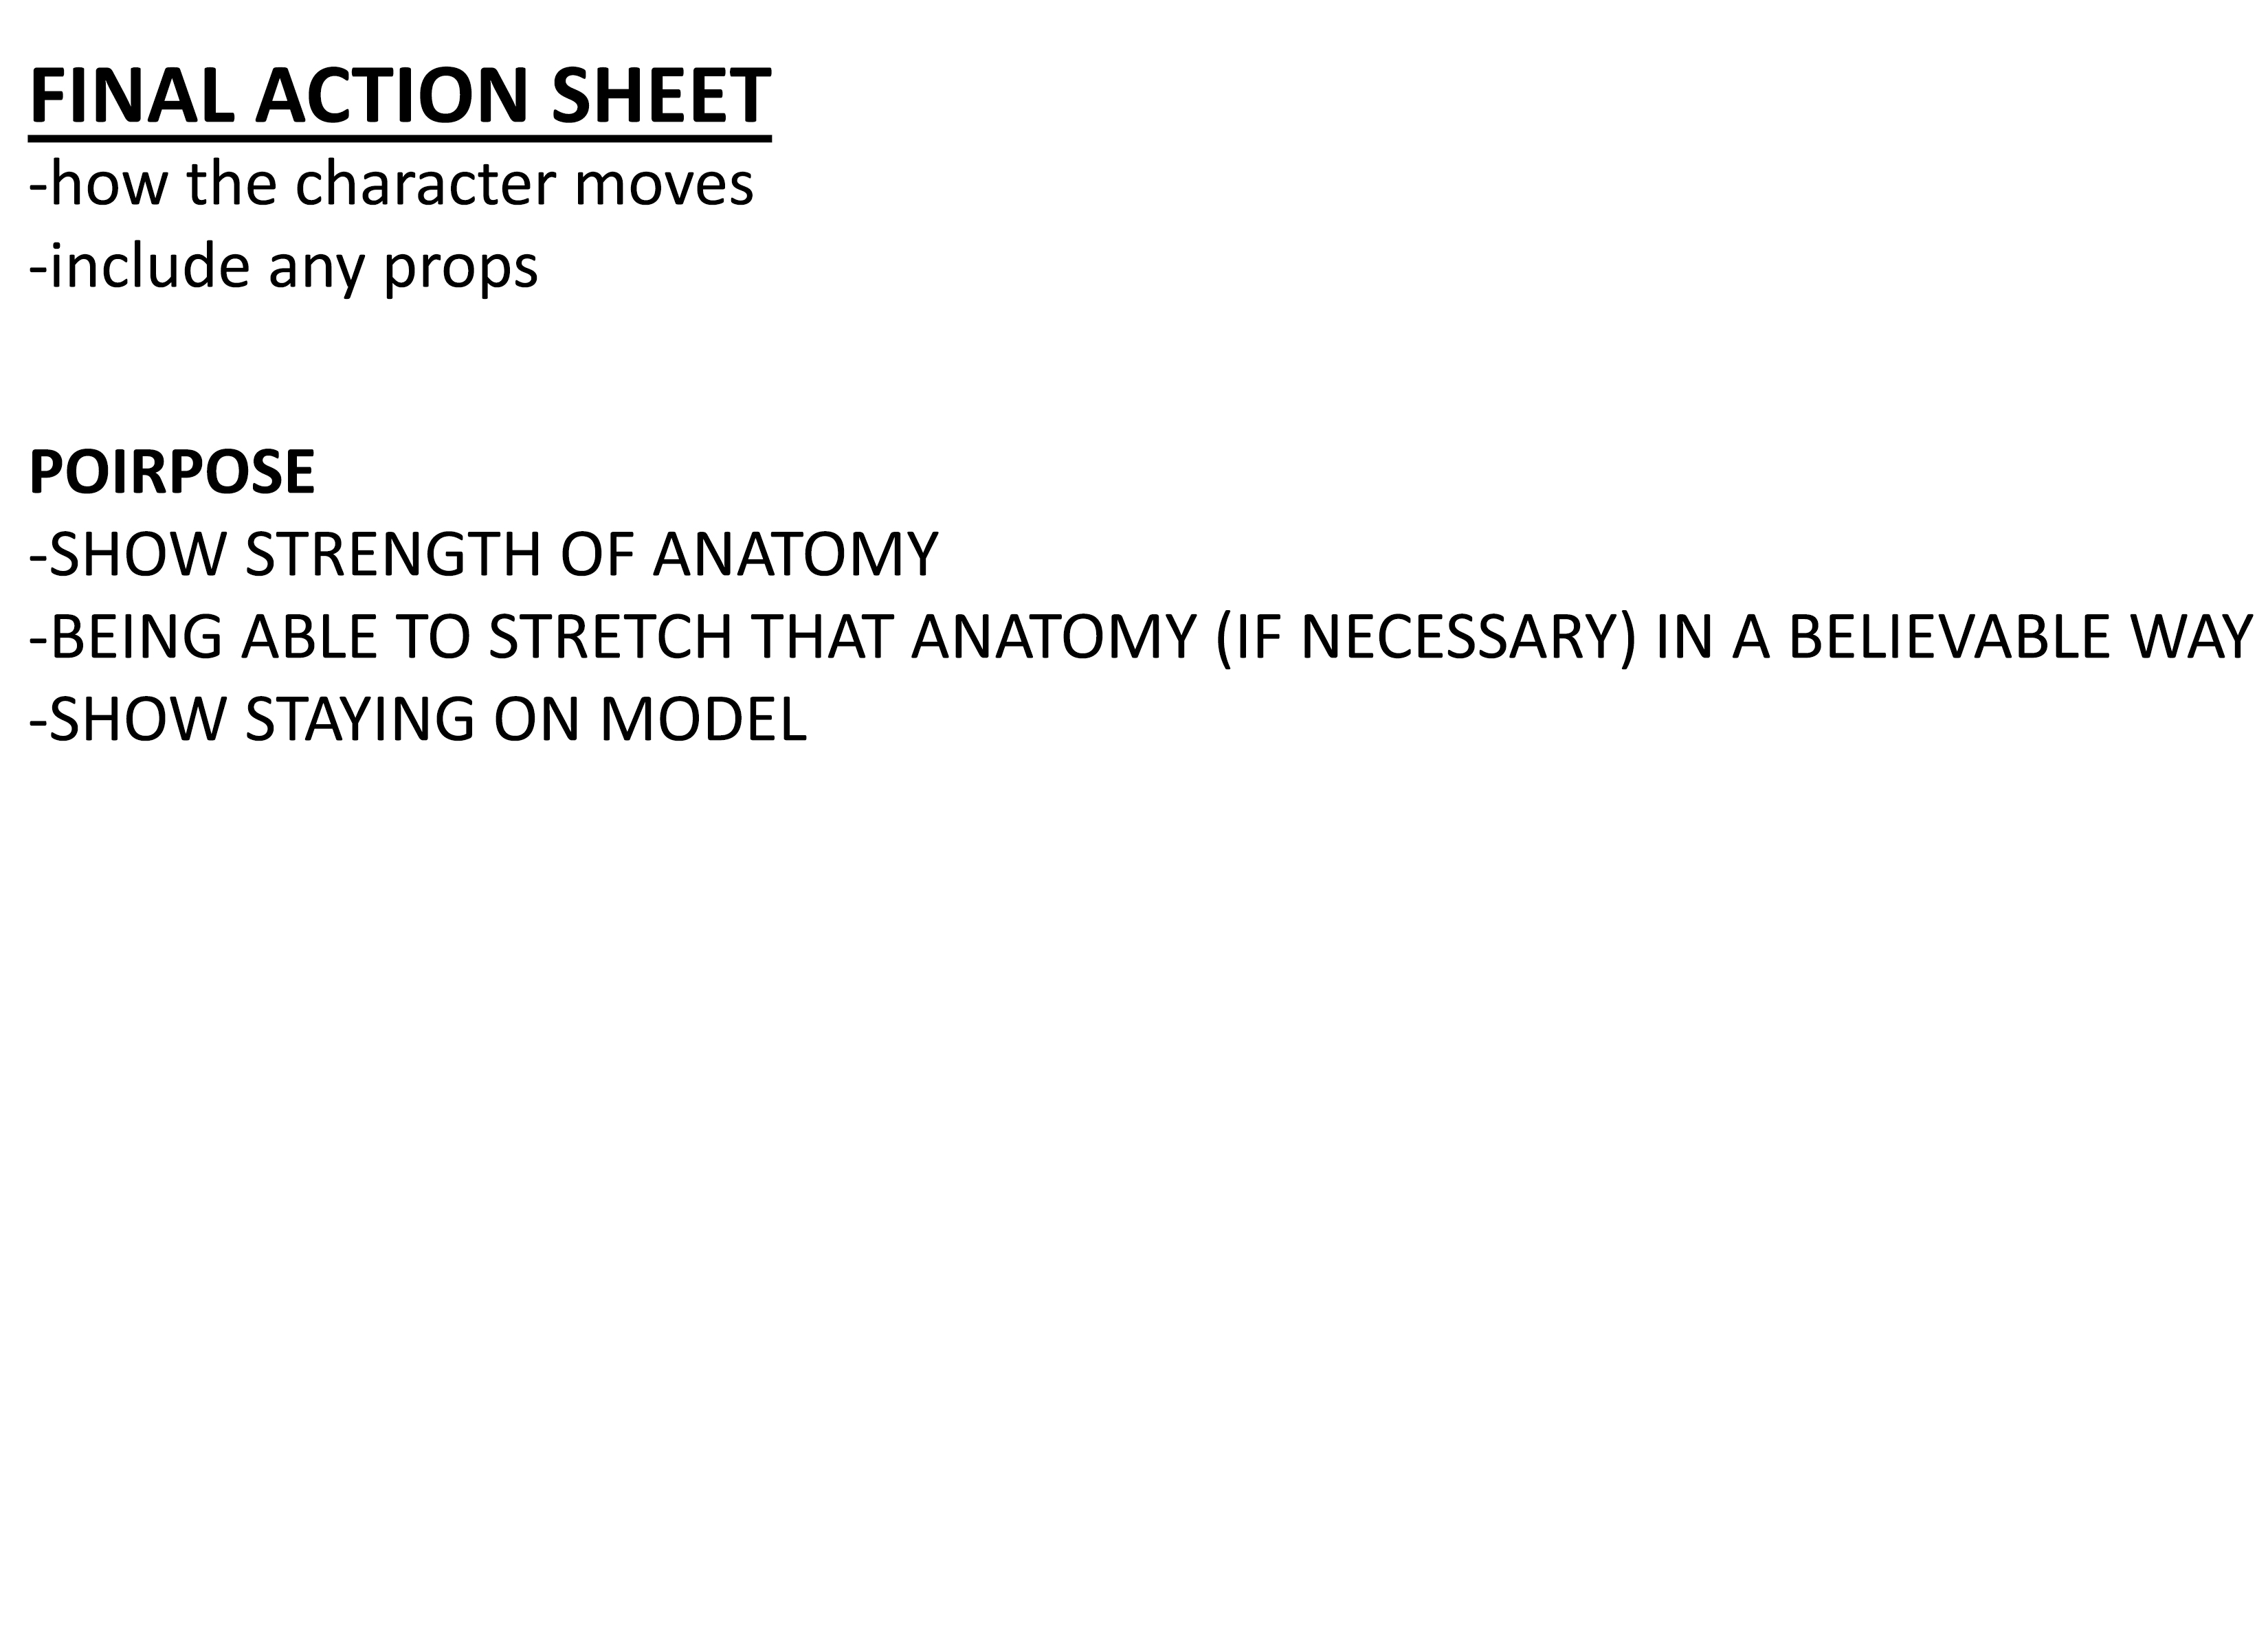 FINAL ACTION SHEET
-how the character moves
-include any props
POIRPOSE
-SHOW STRENGTH OF ANATOMY
-BEING ABLE TO STRETCH THAT ANATOMY (IF NECESSARY) IN A BELIEVABLE WAY
-SHOW STAYING ON MODEL